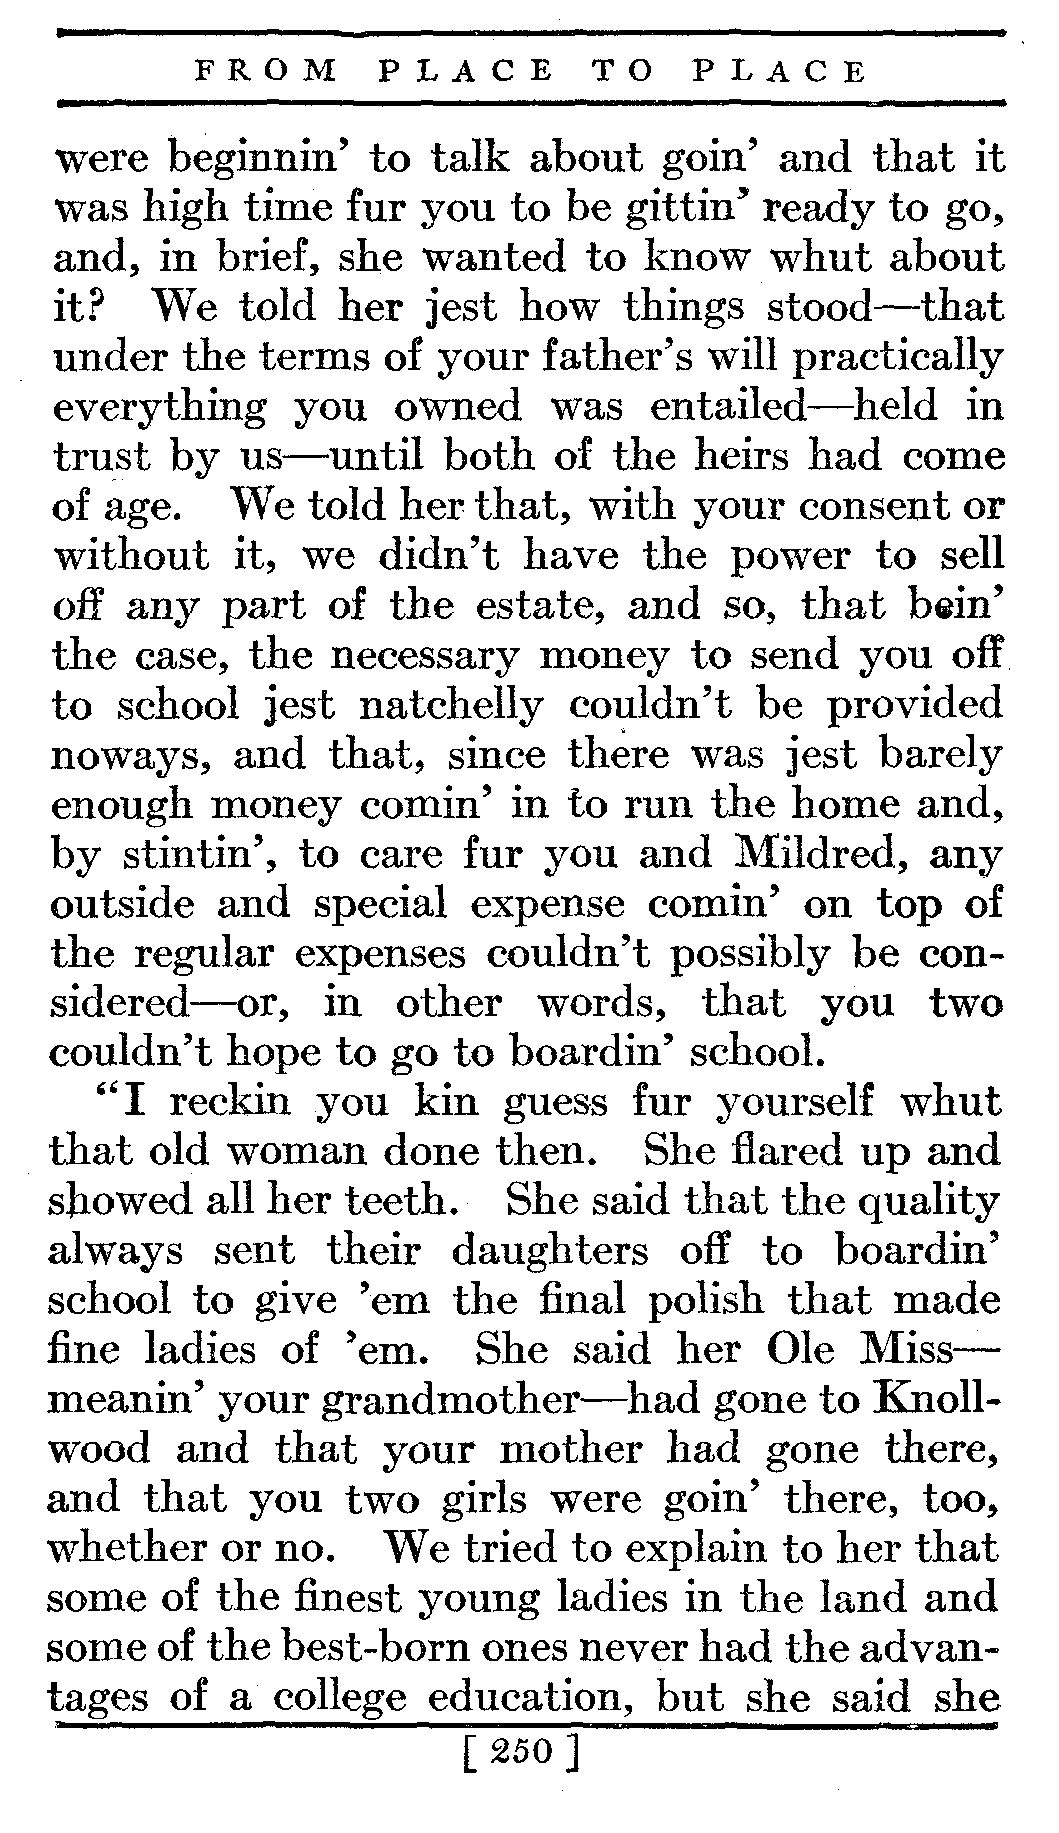 FROM PLACE TO PLACE
were beginnin' to talk about goin' and that it
was high time fur you to be gittin' ready to go,
and, in brief, she wanted to know whut about
it? We told her jest how things stood—that
under the terms of your father's will practically
everything you owned was entailed—held in
trust by us—until both of the heirs had come
of age. We told her that, with your consent or
without it, we didn't have the power to sell
off any part of the estate, and so, that bein'
the case, the necessary money to send you off
to school jest natchelly couldn't be provided
noways, and that, since there was jest barely
enough money comin' in to run the home and,
by stintin', to care fur you and Mildred, any
outside and special expense comin' on top of
the regular expenses couldn't possibly be con-
sidered—or, in other words, that you two
couldn't hope to go to boardin' school.
"I reckin you kin guess fur yourself whut
that old woman done then. She flared up and
showed all her teeth. She said that the quality
always sent their daughters off to boardin'
school to give 'em the final polish that made
fine ladies of 'em. She said her Ole Miss—
meanin' your grandmother—had gone to Knoll-
wood and that your mother had gone there,
and that you two girls were goin' there, too,
whether or no. We tried to explain to her that
some of the finest young ladies in the land and
some of the best-born ones never had the advan-
tages of a college education, but she said she
[ 250 ]